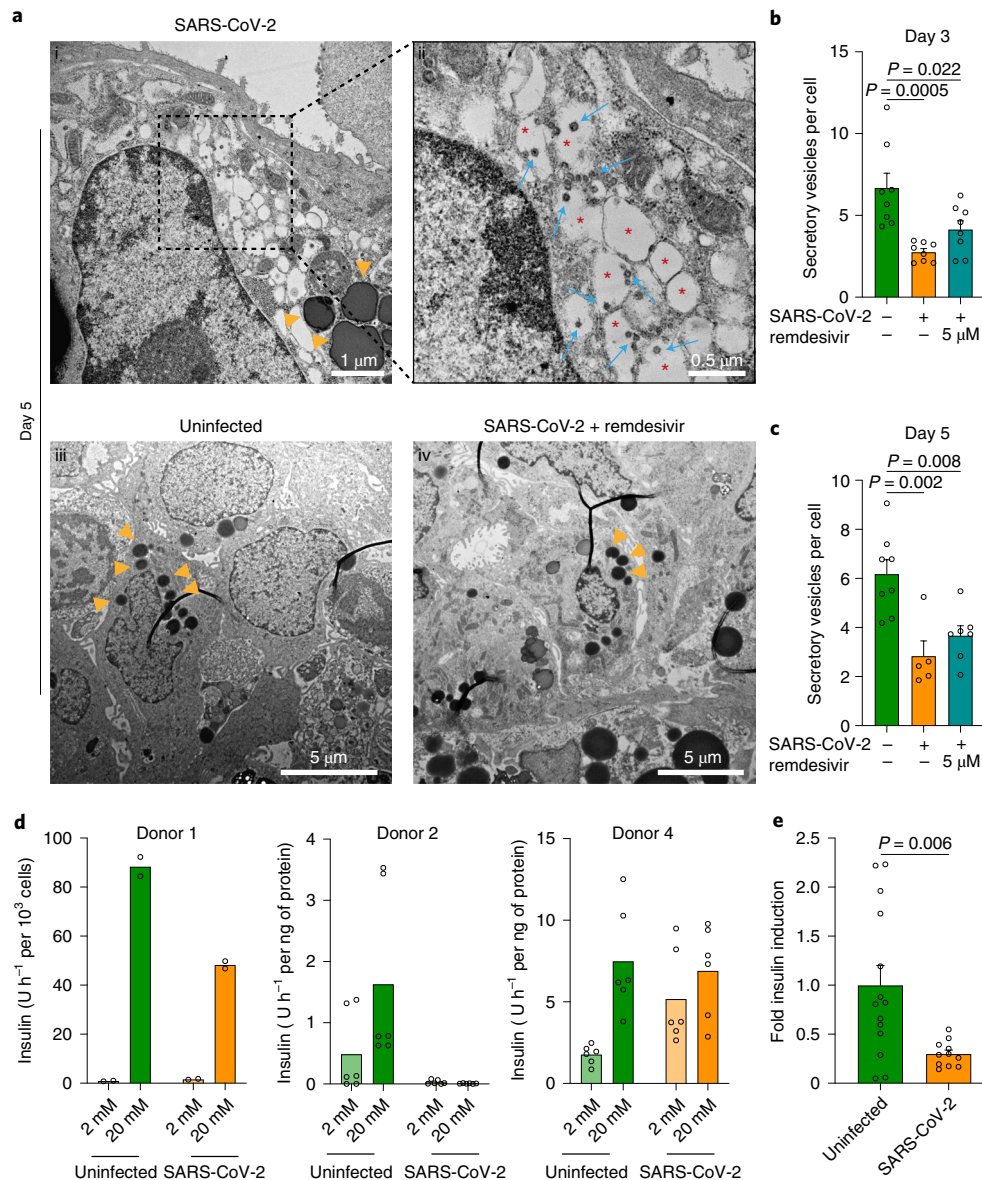 a
SARS-CoV-2
i
ii
1 µm
0.5 µm
Day 5
Uninfected
SARS-CoV-2 + remdesivir
iii
iv
5 µm
5 µm
b
Day 3
Secretory vesicles per cell
15
10
5
0
P = 0.022
P = 0.0005
SARS-CoV-2 – + +
remdesivir – – 5 µM
c
Day 5
Secretory vesicles per cell
10
8
6
4
2
0
P = 0.008
P = 0.002
SARS-CoV-2 – + +
remdesivir – – 5 µM
d
Donor 1
Insulin (U h⁻¹ per 10³ cells)
100
80
60
40
20
0
2 mM 20 mM 2 mM 20 mM
Uninfected SARS-CoV-2
Donor 2
Insulin ( U h⁻¹ per ng of protein)
4
3
2
1
0
2 mM 20 mM 2 mM 20 mM
Uninfected SARS-CoV-2
Donor 4
Insulin ( U h⁻¹ per ng of protein)
15
10
5
0
2 mM 20 mM 2 mM 20 mM
Uninfected SARS-CoV-2
e
Fold insulin induction
2.5
2.0
1.5
1.0
0.5
0
P = 0.006
Uninfected SARS-CoV-2